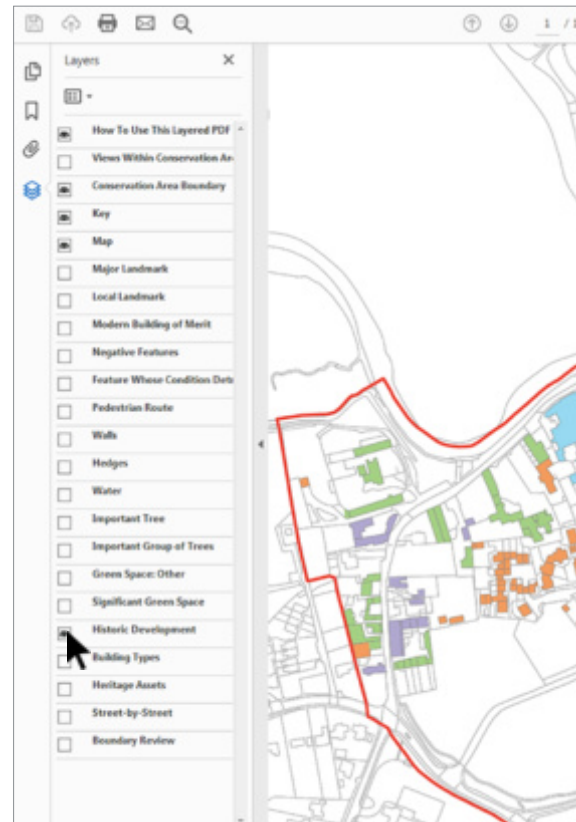 1 /
Layers
How To Use This Layered PDF
Views Within Conservation Ar
Conservation Area Boundary
Key
Map
Major Landmark
Local Landmark
Modern Building of Merit
Negative Features
Feature Whose Condition Detr
Pedestrian Route
Walls
Hedges
Water
Important Tree
Important Group of Trees
Green Space: Other
Significant Green Space
Historic Development
Building Types
Heritage Assets
Street-by-Street
Boundary Review